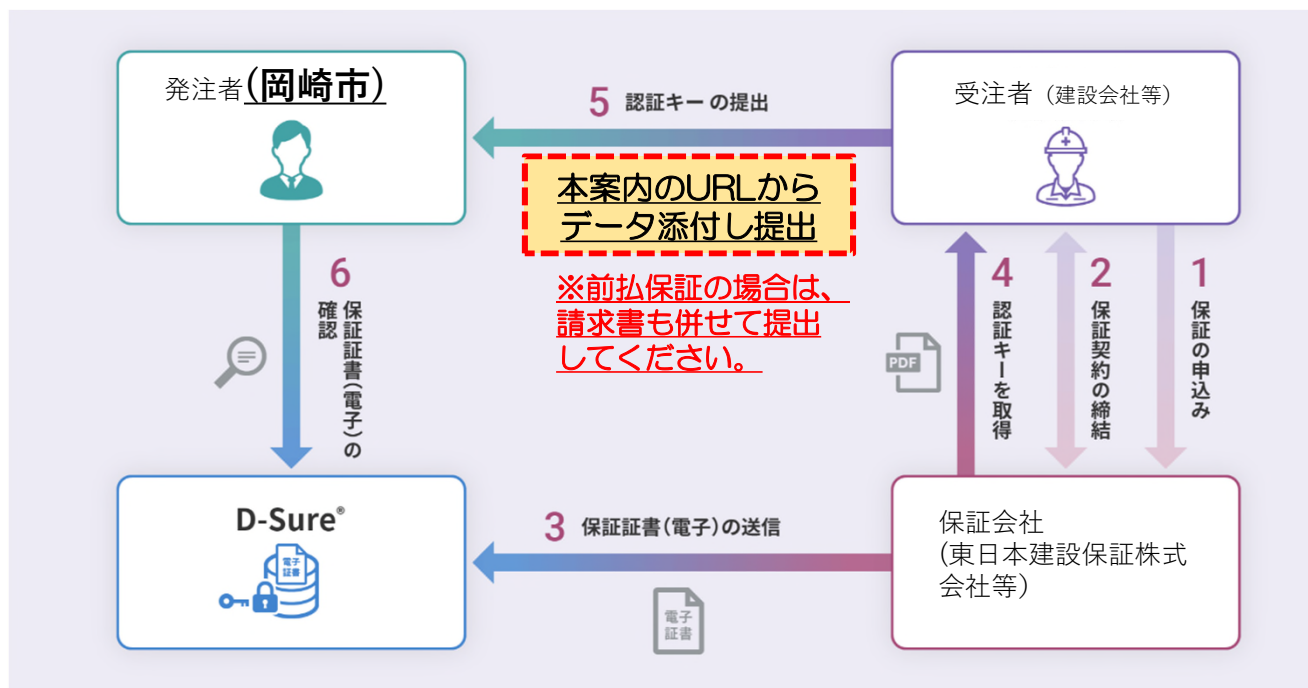 発注者(岡崎市)
受注者（建設会社等）
5 認証キー の提出
本案内のURLから
データ添付し提出
※前払保証の場合は、
請求書も併せて提出
してください。
6
保証証書(電子)の
確認
4
認証キーを取得
PDF
2
保証契約の締結
1
保証の申込み
D-Sure®
電子
証書
3 保証証書(電子)の送信
電子
証書
保証会社
(東日本建設保証株式
会社等)